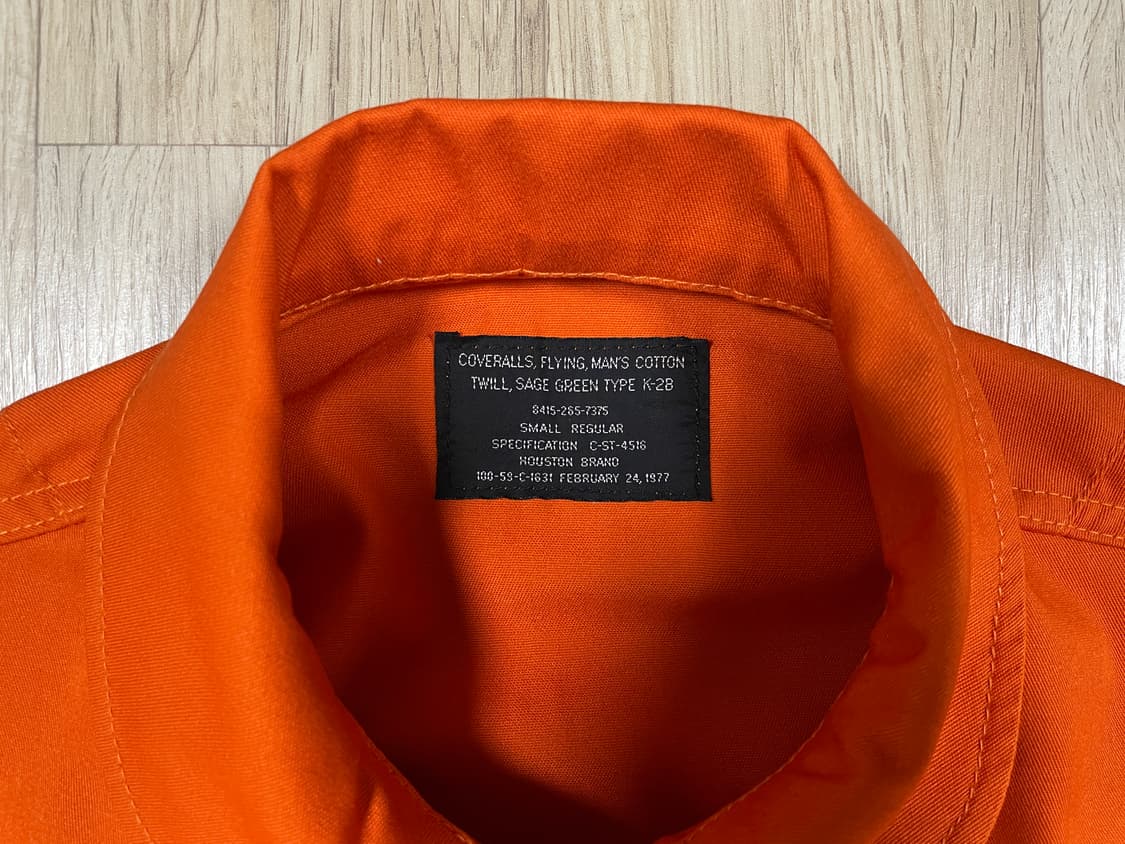 COVERALLS, FLYING, MAN'S COTTON
TWILL, SAGE GREEN TYPE K-2B
8415-265-7375
SMALL REGULAR
SPECIFICATION C-ST-4516
HOUSTON BRAND
100-59-C-1631 FEBRUARY 24, 1977